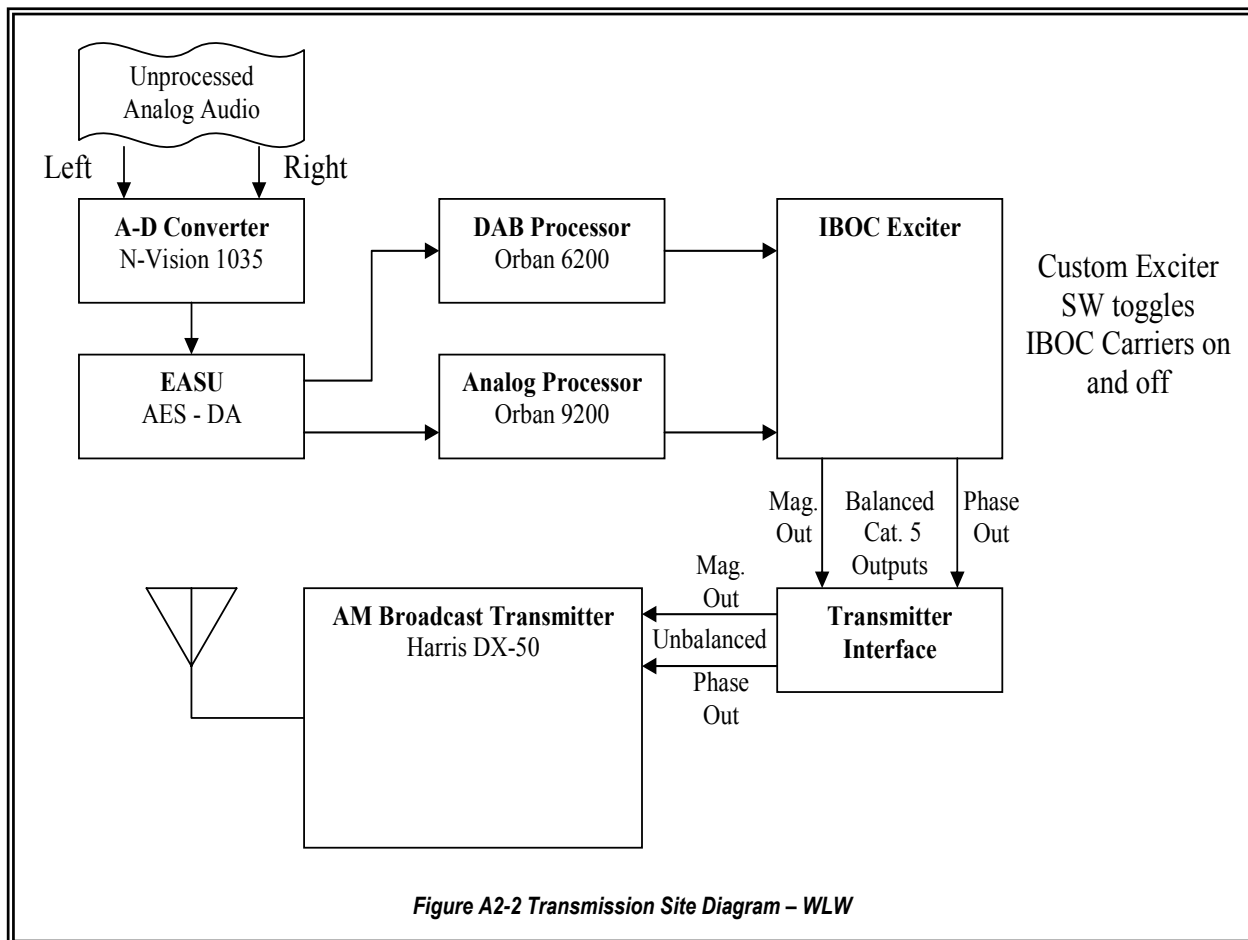 Unprocessed
Analog Audio
Left
Right
A-D Converter
N-Vision 1035
DAB Processor
Orban 6200
IBOC Exciter
Custom Exciter
SW toggles
IBOC Carriers on
and off
EASU
AES - DA
Analog Processor
Orban 9200
Mag.
Out
Balanced
Cat. 5
Outputs
Phase
Out
Mag.
Out
AM Broadcast Transmitter
Harris DX-50
Unbalanced
Transmitter
Interface
Phase
Out
Figure A2-2 Transmission Site Diagram – WLW